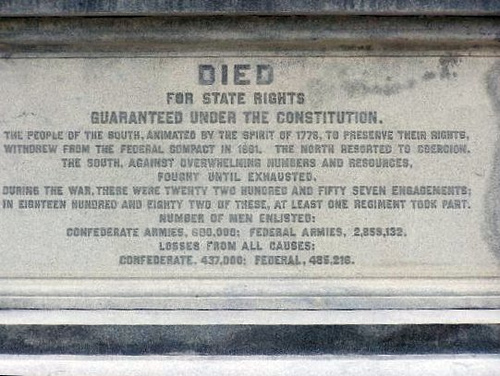 DIED
FOR STATE RIGHTS
GUARANTEED UNDER THE CONSTITUTION.
THE PEOPLE OF THE SOUTH, ANIMATED BY THE SPIRIT OF 1776, TO PRESERVE THEIR RIGHTS,
WITHDREW FROM THE FEDERAL COMPACT IN 1861. THE NORTH RESORTED TO COERCION.
THE SOUTH, AGAINST OVERWHELMING NUMBERS AND RESOURCES,
FOUGHT UNTIL EXHAUSTED.
DURING THE WAR, THERE WERE TWENTY TWO HUNDRED AND FIFTY SEVEN ENGAGEMENTS;
IN EIGHTEEN HUNDRED AND EIGHTY TWO OF THESE, AT LEAST ONE REGIMENT TOOK PART.
NUMBER OF MEN ENLISTED:
CONFEDERATE ARMIES, 600,000; FEDERAL ARMIES, 2,859,132.
LOSSES FROM ALL CAUSES:
CONFEDERATE, 437,000; FEDERAL, 485,216.